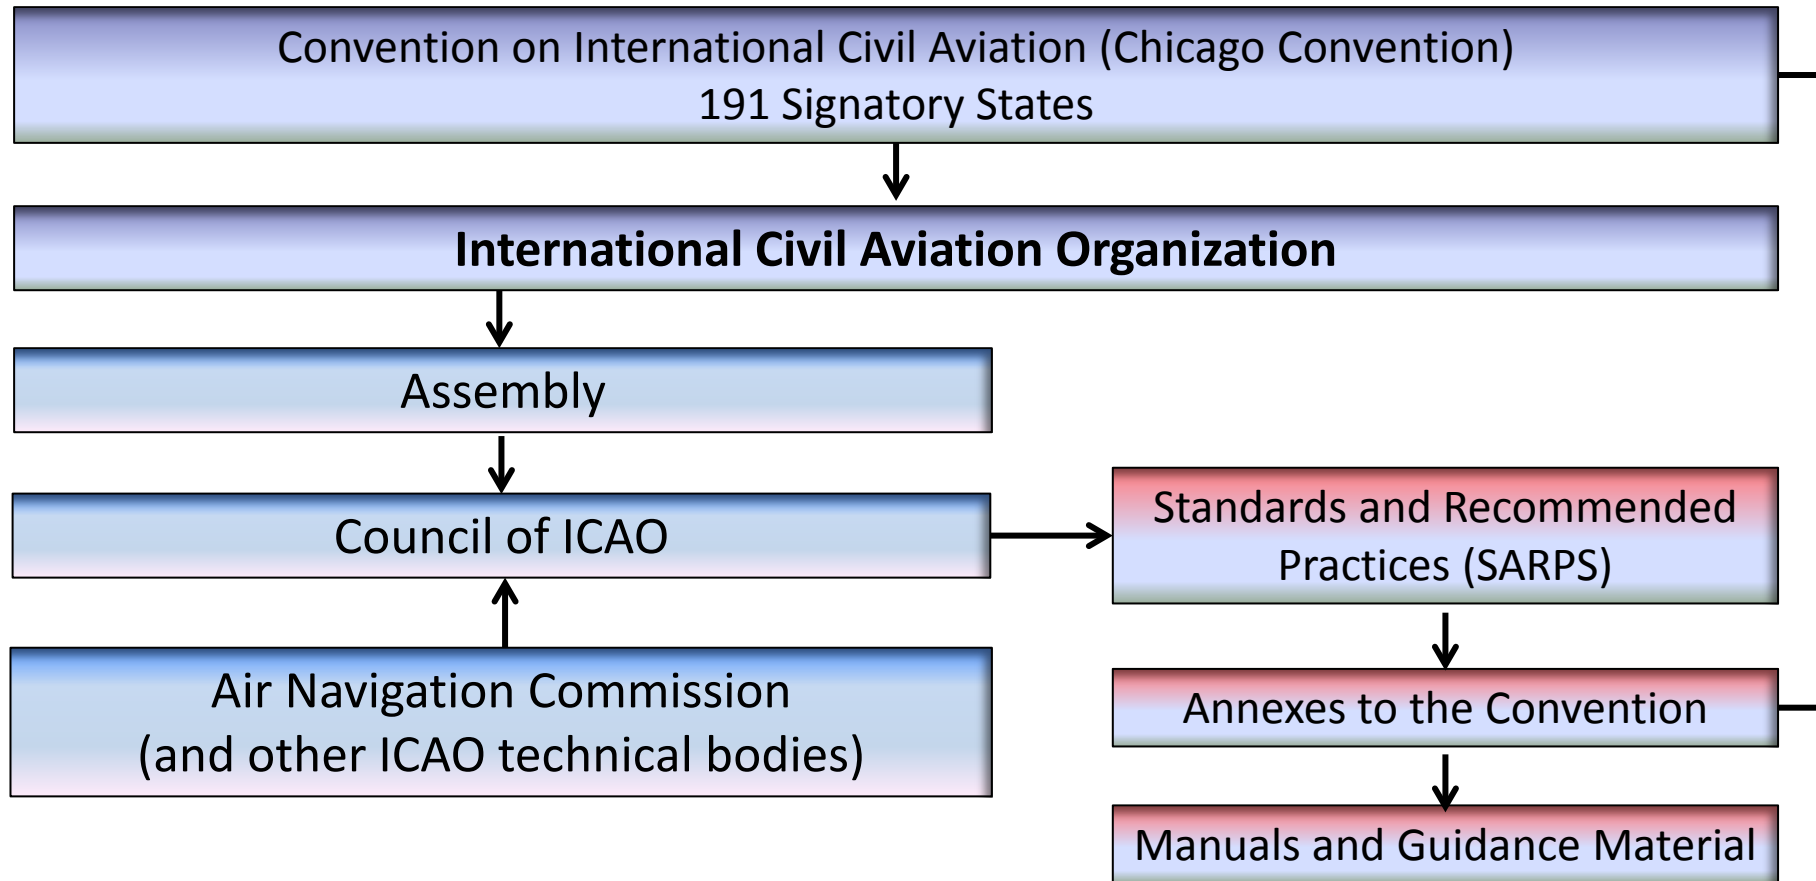 Convention on International Civil Aviation (Chicago Convention)
191 Signatory States
International Civil Aviation Organization
Assembly
Council of ICAO
Standards and Recommended
Practices (SARPS)
Air Navigation Commission
(and other ICAO technical bodies)
Annexes to the Convention
Manuals and Guidance Material